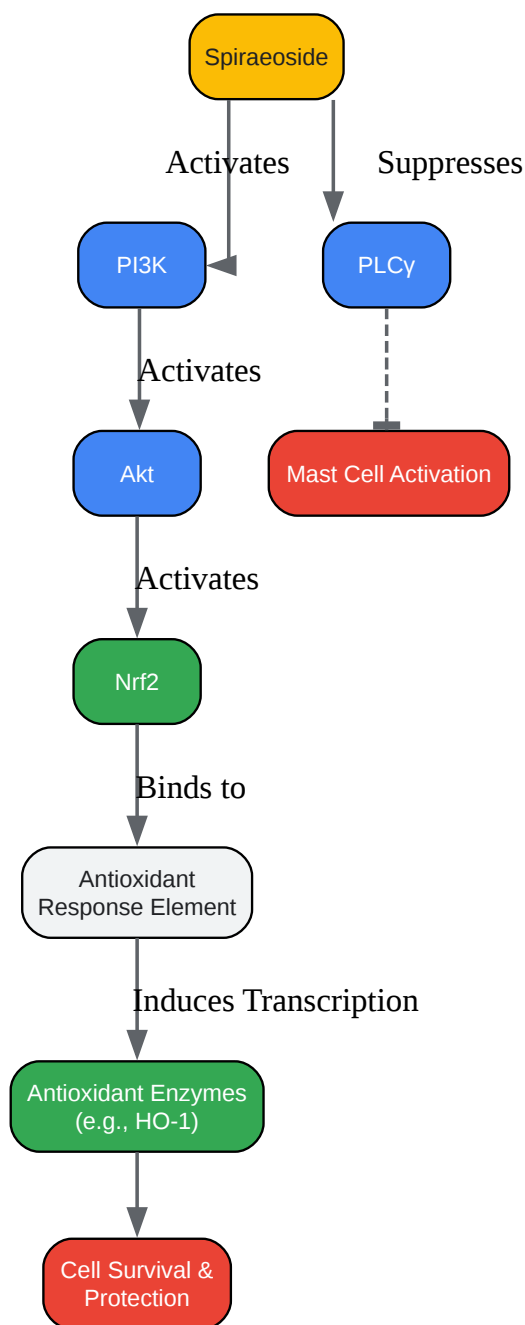 Spiraeoside
Activates
Suppresses
PI3K
PLCγ
Activates
Akt
Mast Cell Activation
Activates
Nrf2
Binds to
Antioxidant
Response Element
Induces Transcription
Antioxidant Enzymes
(e.g., HO-1)
Cell Survival &
Protection